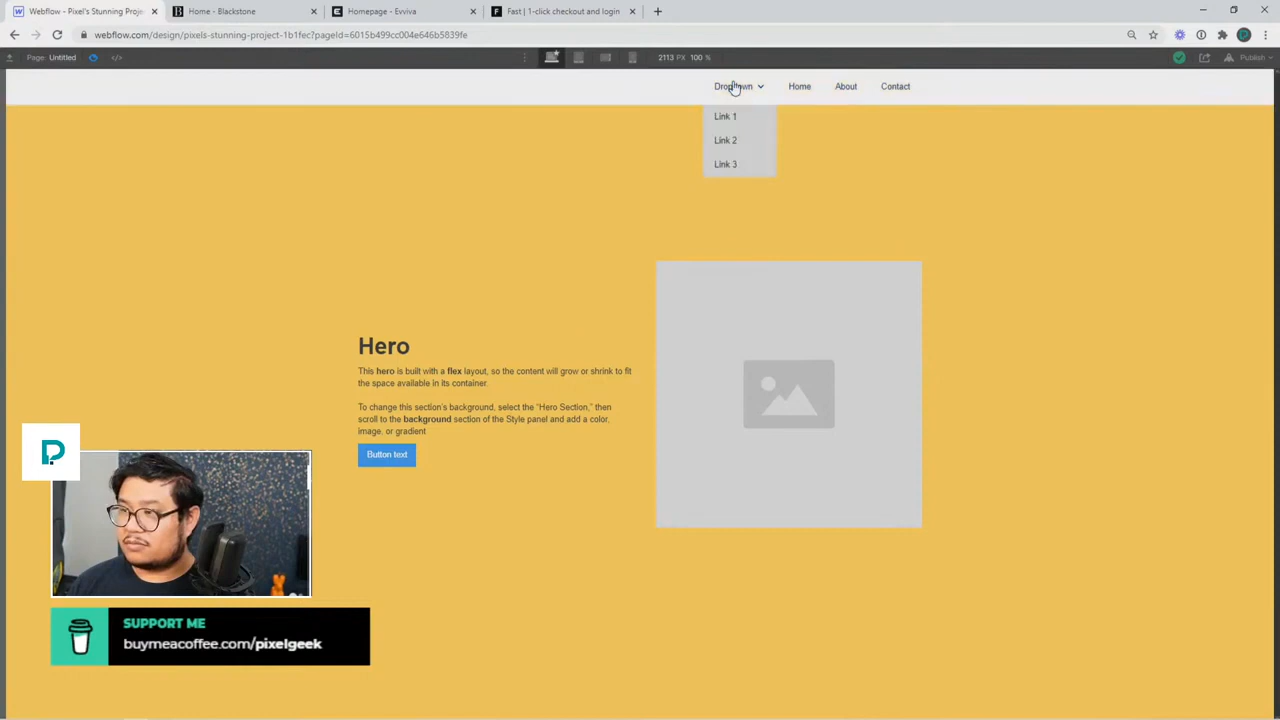 Webflow - Pixel's Stunning Proje
Home - Blackstone
Homepage - Evviva
Fast | 1-click checkout and login
webflow.com/design/pixels-stunning-project-1b1fec?pageId=6015b499cc004e646b5839fe
Page: Untitled
2113 PX 100 %
Publish
Dropdown
Home
About
Contact
Link 1
Link 2
Link 3
Hero
This hero is built with a flex layout, so the content will grow or shrink to fit
the space available in its container.
To change this section's background, select the "Hero Section," then
scroll to the background section of the Style panel and add a color,
image, or gradient
Button text
SUPPORT ME
buymeacoffee.com/pixelgeek